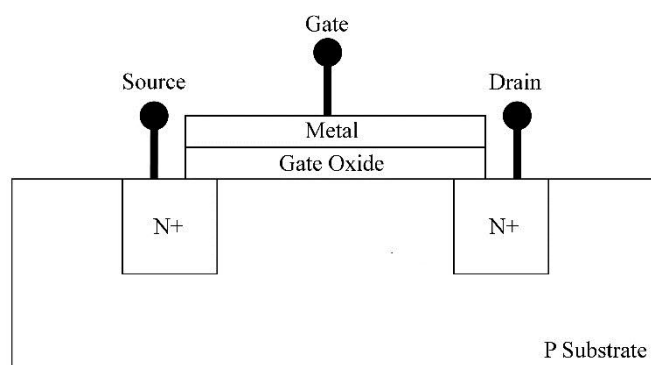 Gate
Source
Drain
Metal
Gate Oxide
N+
N+
P Substrate